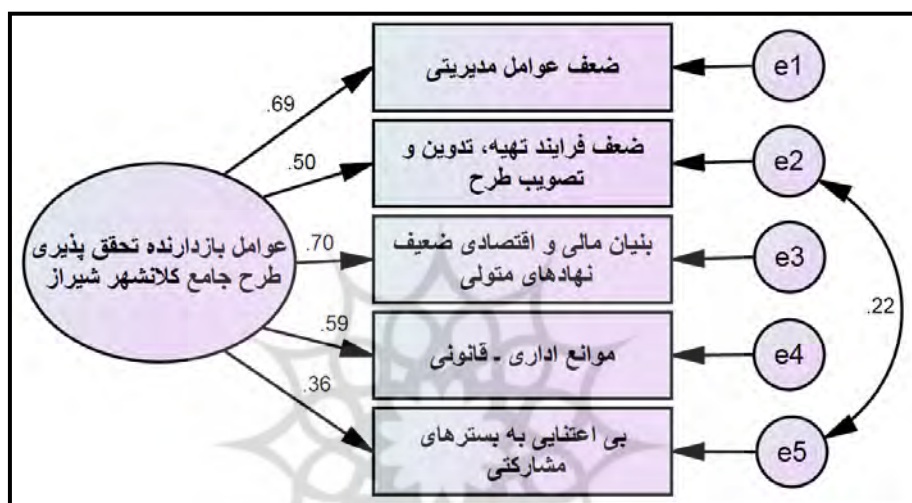 ضعف عوامل مدیریتی
e1
.69
ضعف فرایند تهیه، تدوین و
تصویب طرح
e2
.50
عوامل بازدارنده تحقق پذیری
طرح جامع کلانشهر شیراز
.70
بنیان مالی و اقتصادی ضعیف
نهادهای متولی
e3
.22
.59
موانع اداری ـ قانونی
e4
.36
بی اعتنایی به بسترهای
مشارکتی
e5